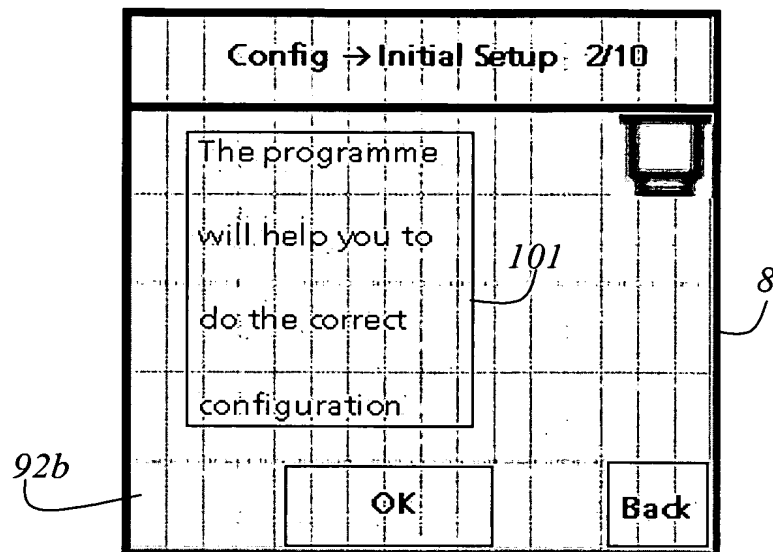 Config → Initial Setup 2/10
The programme
will help you to
do the correct
configuration
101
8
92b
OK
Back